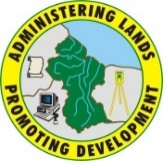 ADMINISTERING LANDS
PROMOTING DEVELOPMENT